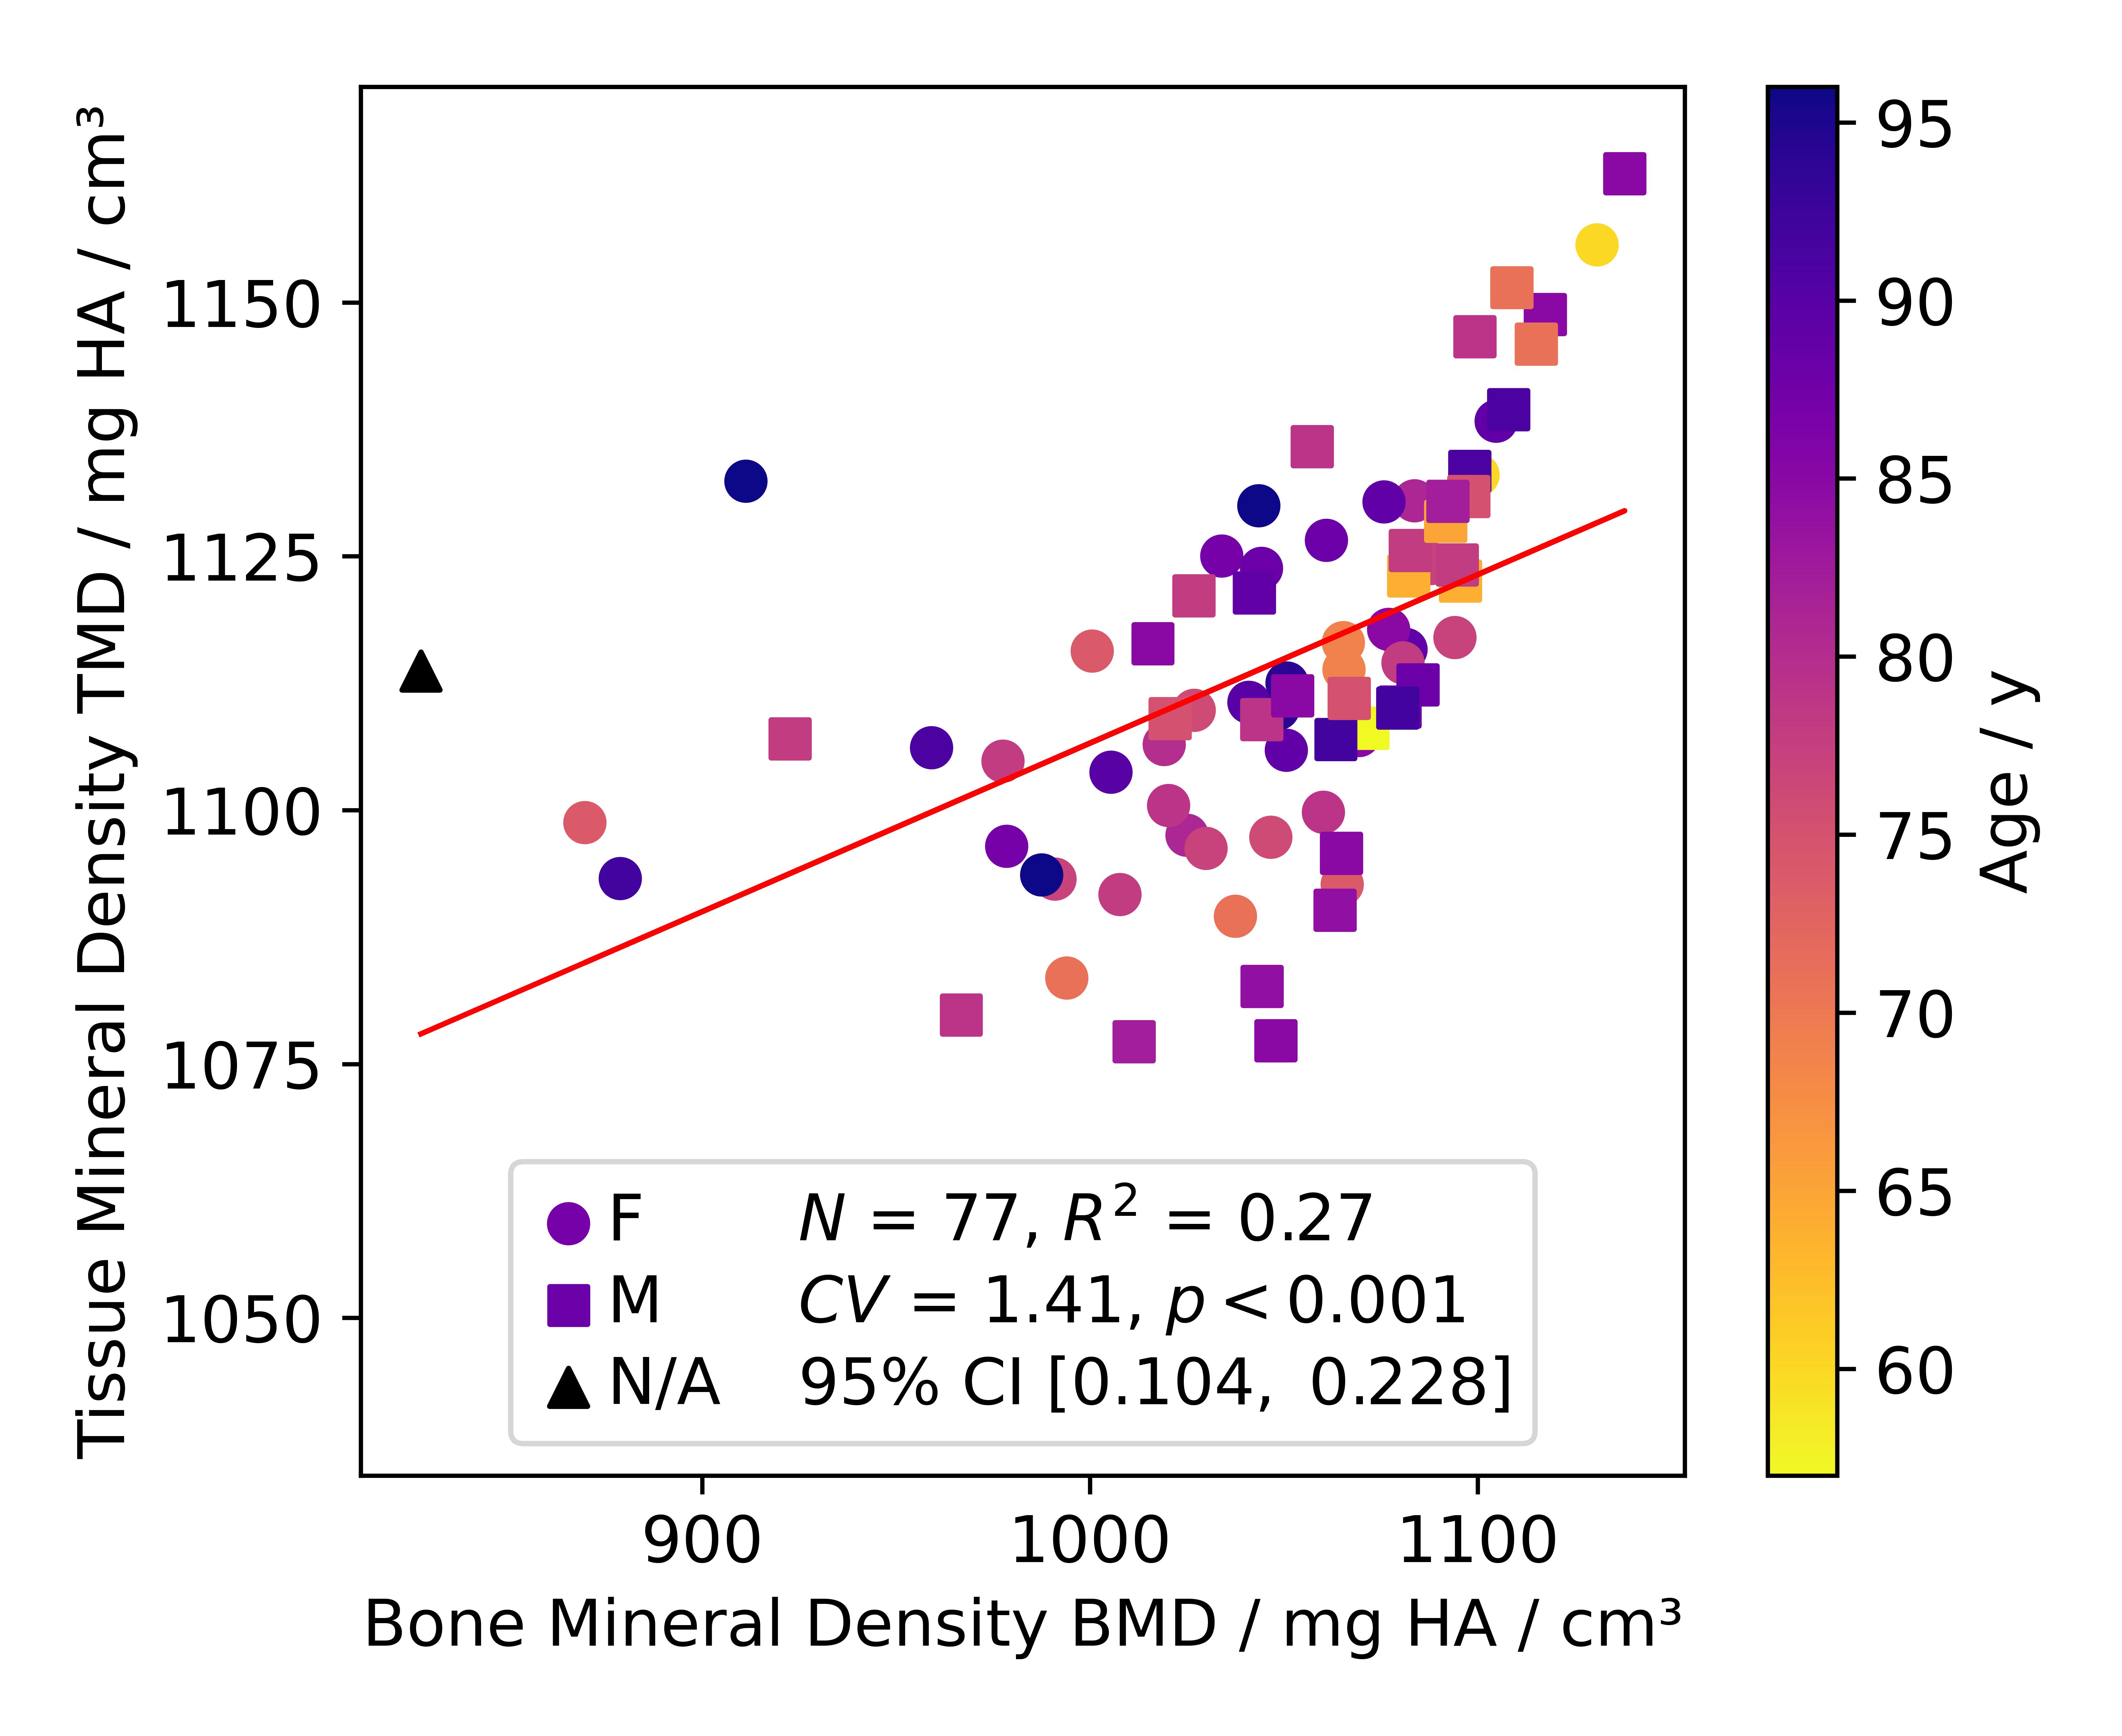 Tissue Mineral Density TMD / mg HA / cm³
1150
1125
1100
1075
1050
F
M
N/A
N = 77, R² = 0.27
CV = 1.41, p < 0.001
95% CI [0.104, 0.228]
900
1000
1100
Bone Mineral Density BMD / mg HA / cm³
95
90
85
80
75
70
65
60
Age / y